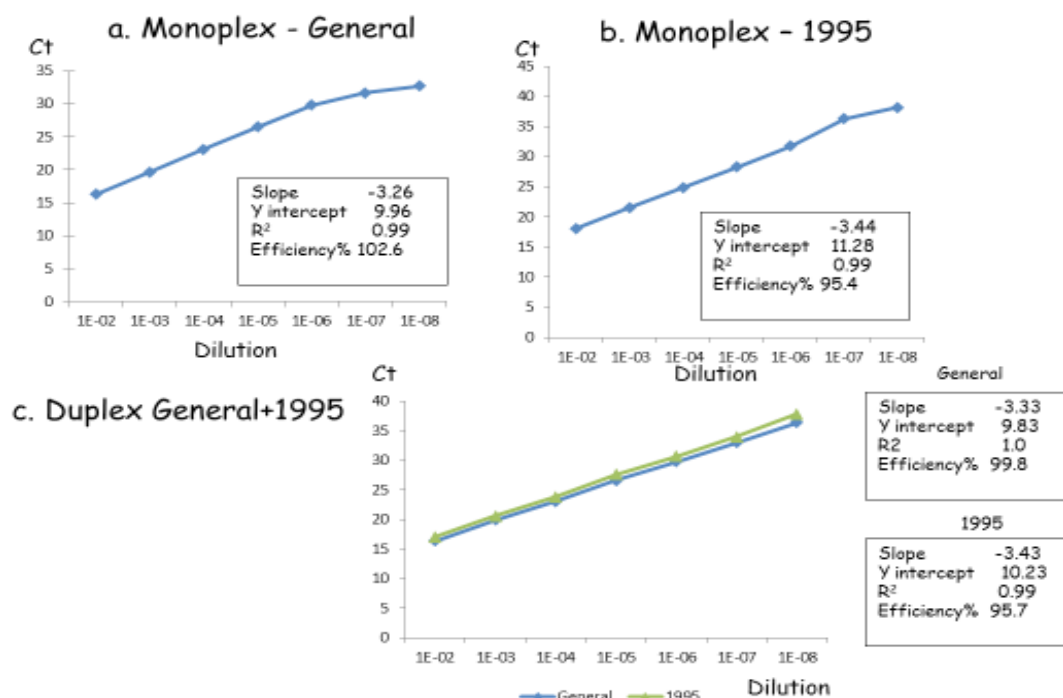 a. Monoplex - General
Ct
35
30
25
20
15
10
5
0
Slope -3.26
Y intercept 9.96
R² 0.99
Efficiency% 102.6
1E-02 1E-03 1E-04 1E-05 1E-06 1E-07 1E-08
Dilution
b. Monoplex – 1995
Ct
45
40
35
30
25
20
15
10
5
0
Slope -3.44
Y intercept 11.28
R² 0.99
Efficiency% 95.4
1E-02 1E-03 1E-04 1E-05 1E-06 1E-07 1E-08
Dilution
c. Duplex General+1995
Ct
40
35
30
25
20
15
10
5
0
1E-02 1E-03 1E-04 1E-05 1E-06 1E-07 1E-08
General 1995
Dilution
General
Slope -3.33
Y intercept 9.83
R2 1.0
Efficiency% 99.8
1995
Slope -3.43
Y intercept 10.23
R² 0.99
Efficiency% 95.7